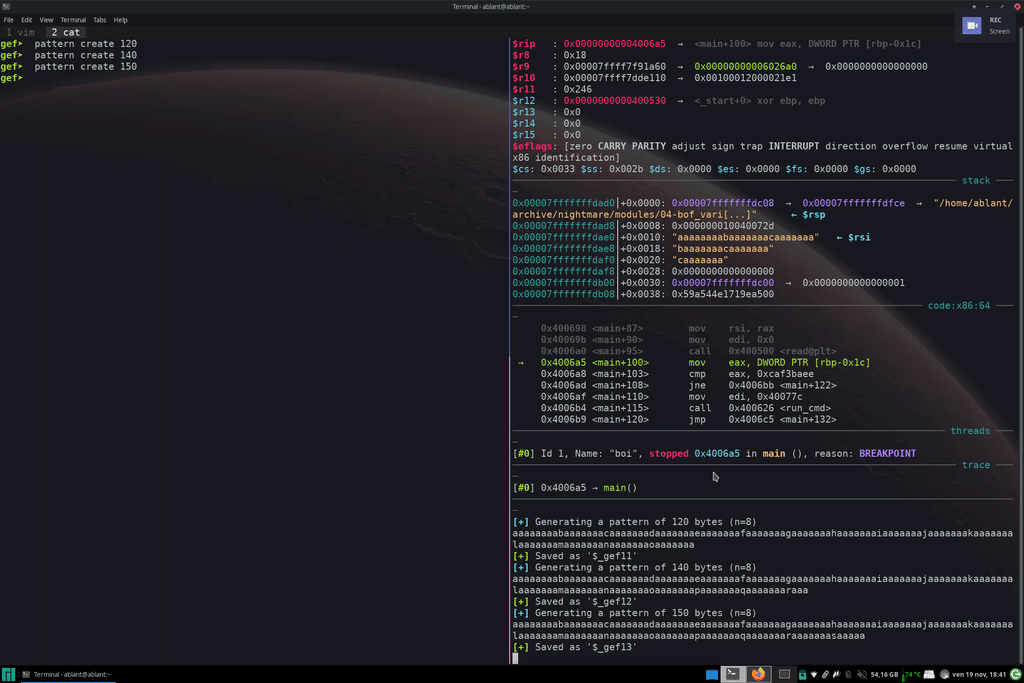 Terminal - ablant@ablant:~
File Edit View Terminal Tabs Help
REC
Screen
1 vim 2 cat
gef➤ pattern create 120
gef➤ pattern create 140
gef➤ pattern create 150
gef➤
$rip : 0x00000000004006a5 → <main+100> mov eax, DWORD PTR [rbp-0x1c]
$r8 : 0x18
$r9 : 0x00007ffff7f91a60 → 0x00000000006026a0 → 0x0000000000000000
$r10 : 0x00007ffff7dde110 → 0x00100012000021e1
$r11 : 0x246
$r12 : 0x0000000000400530 → <_start+0> xor ebp, ebp
$r13 : 0x0
$r14 : 0x0
$r15 : 0x0
$eflags: [zero CARRY PARITY adjust sign trap INTERRUPT direction overflow resume virtual
x86 identification]
$cs: 0x0033 $ss: 0x002b $ds: 0x0000 $es: 0x0000 $fs: 0x0000 $gs: 0x0000
stack
0x00007fffffffdad0│+0x0000: 0x00007fffffffdc08 → 0x00007fffffffdfce → "/home/ablant/
archive/nightmare/modules/04-bof_vari[...]" ← $rsp
0x00007fffffffdad8│+0x0008: 0x000000010040072d
0x00007fffffffdae0│+0x0010: "aaaaaaaabaaaaaaacaaaaaaa" ← $rsi
0x00007fffffffdae8│+0x0018: "baaaaaaacaaaaaaa"
0x00007fffffffdaf0│+0x0020: "caaaaaaa"
0x00007fffffffdaf8│+0x0028: 0x0000000000000000
0x00007fffffffdb00│+0x0030: 0x00007fffffffdc00 → 0x0000000000000001
0x00007fffffffdb08│+0x0038: 0x59a544e1719ea500
code:x86:64
0x400698 <main+87> mov rsi, rax
0x40069b <main+90> mov edi, 0x0
0x4006a0 <main+95> call 0x400500 <read@plt>
→ 0x4006a5 <main+100> mov eax, DWORD PTR [rbp-0x1c]
0x4006a8 <main+103> cmp eax, 0xcaf3baee
0x4006ad <main+108> jne 0x4006bb <main+122>
0x4006af <main+110> mov edi, 0x40077c
0x4006b4 <main+115> call 0x400626 <run_cmd>
0x4006b9 <main+120> jmp 0x4006c5 <main+132>
threads
[#0] Id 1, Name: "boi", stopped 0x4006a5 in main (), reason: BREAKPOINT
trace
[#0] 0x4006a5 → main()
[+] Generating a pattern of 120 bytes (n=8)
aaaaaaaabaaaaaaacaaaaaaadaaaaaaaeaaaaaaafaaaaaaagaaaaaaahaaaaaaaiaaaaaaajaaaaaaakaaaaaaa
laaaaaaamaaaaaaanaaaaaaaoaaaaaaa
[+] Saved as '$_gef11'
[+] Generating a pattern of 140 bytes (n=8)
aaaaaaaabaaaaaaacaaaaaaadaaaaaaaeaaaaaaafaaaaaaagaaaaaaahaaaaaaaiaaaaaaajaaaaaaakaaaaaaa
laaaaaaamaaaaaaanaaaaaaaoaaaaaaapaaaaaaaqaaaaaaaraaa
[+] Saved as '$_gef12'
[+] Generating a pattern of 150 bytes (n=8)
aaaaaaaabaaaaaaacaaaaaaadaaaaaaaeaaaaaaafaaaaaaagaaaaaaahaaaaaaaiaaaaaaajaaaaaaakaaaaaaa
laaaaaaamaaaaaaanaaaaaaaoaaaaaaapaaaaaaaqaaaaaaaraaaaaaasaaaaa
[+] Saved as '$_gef13'
Terminal - ablant@ablant:~
54,16 GB
74°C
ven 19 nov, 18:41